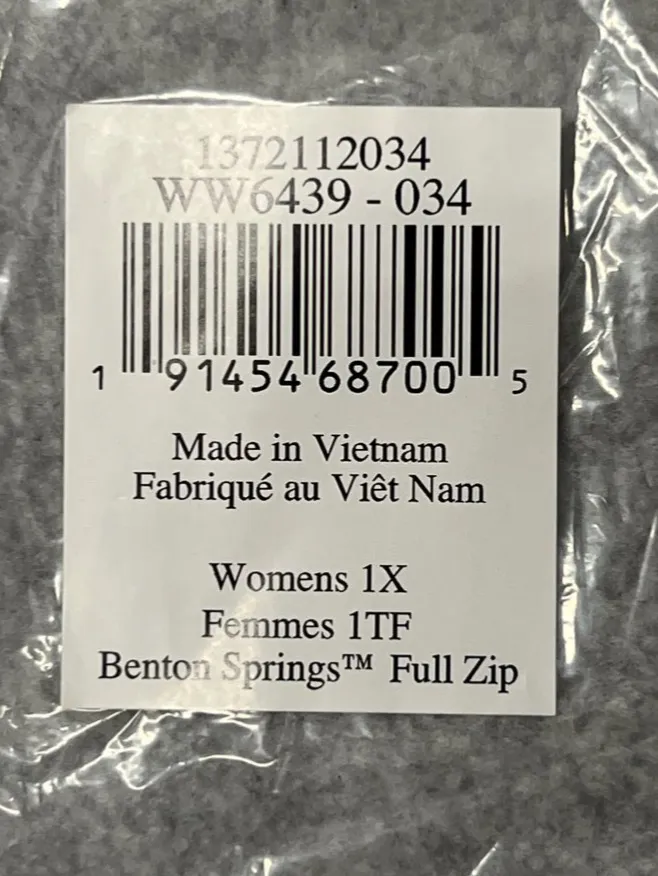 1372112034
WW6439 - 034
1 91454 68700 5
Made in Vietnam
Fabriqué au Viêt Nam
Womens 1X
Femmes 1TF
Benton Springs™ Full Zip